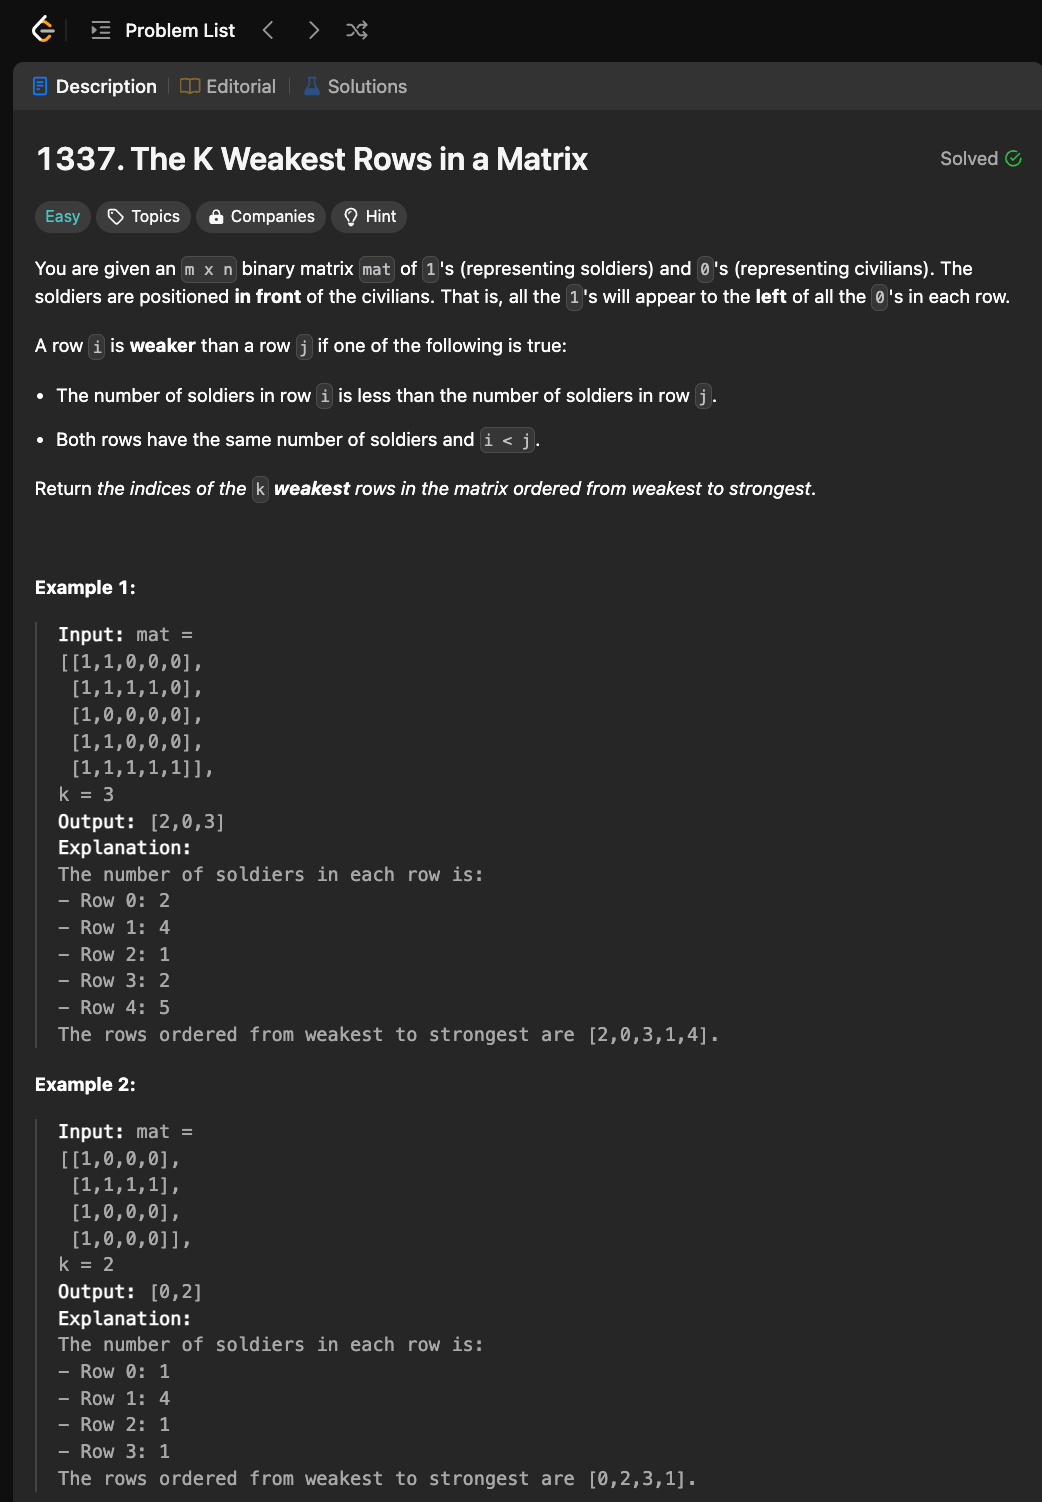 Problem List
Description Editorial Solutions
1337. The K Weakest Rows in a Matrix
Solved
Easy Topics Companies Hint
You are given an m x n binary matrix mat of 1's (representing soldiers) and 0's (representing civilians). The
soldiers are positioned in front of the civilians. That is, all the 1's will appear to the left of all the 0's in each row.
A row i is weaker than a row j if one of the following is true:
• The number of soldiers in row i is less than the number of soldiers in row j.
• Both rows have the same number of soldiers and i < j.
Return the indices of the k weakest rows in the matrix ordered from weakest to strongest.
Example 1:
Input: mat =
[[1,1,0,0,0],
[1,1,1,1,0],
[1,0,0,0,0],
[1,1,0,0,0],
[1,1,1,1,1]],
k = 3
Output: [2,0,3]
Explanation:
The number of soldiers in each row is:
- Row 0: 2
- Row 1: 4
- Row 2: 1
- Row 3: 2
- Row 4: 5
The rows ordered from weakest to strongest are [2,0,3,1,4].
Example 2:
Input: mat =
[[1,0,0,0],
[1,1,1,1],
[1,0,0,0],
[1,0,0,0]],
k = 2
Output: [0,2]
Explanation:
The number of soldiers in each row is:
- Row 0: 1
- Row 1: 4
- Row 2: 1
- Row 3: 1
The rows ordered from weakest to strongest are [0,2,3,1].